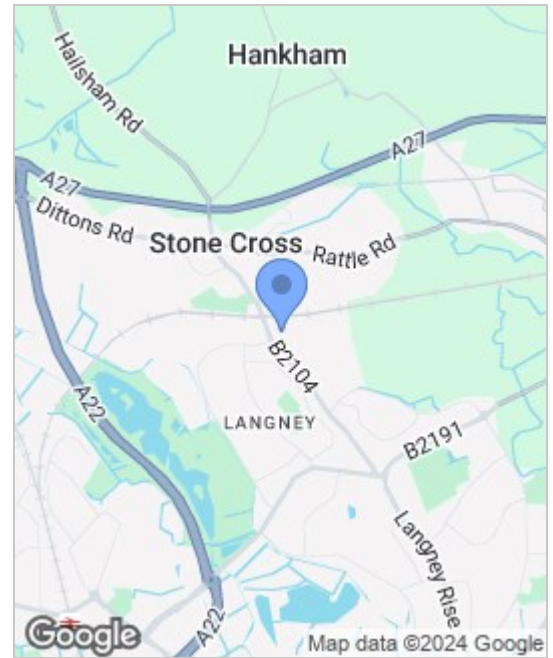 Hankham
Hailsham Rd
A27
A27
Dittons Rd
Stone Cross
Rattle Rd
B2104
A22
LANGNEY
B2191
Langney Rise
A22
Google
Map data ©2024 Google